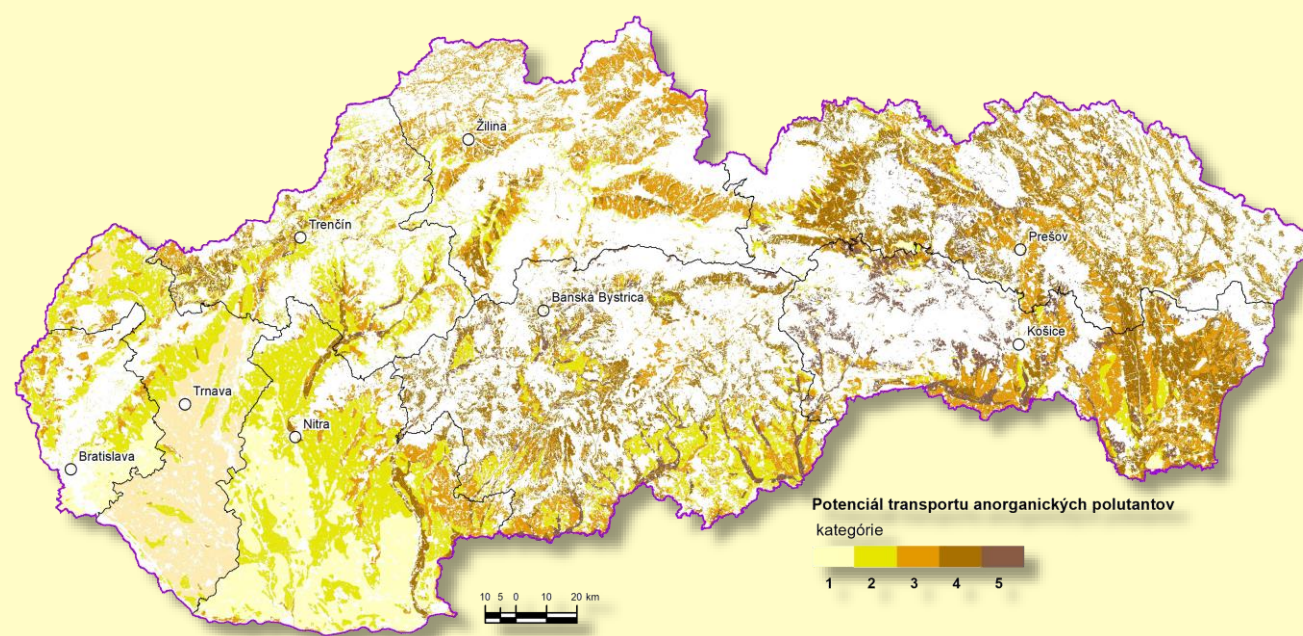 Žilina
Trenčín
Prešov
Banská Bystrica
Košice
Trnava
Nitra
Bratislava
Potenciál transportu anorganických polutantov
kategórie
1 2 3 4 5
10 5 0 10 20 km